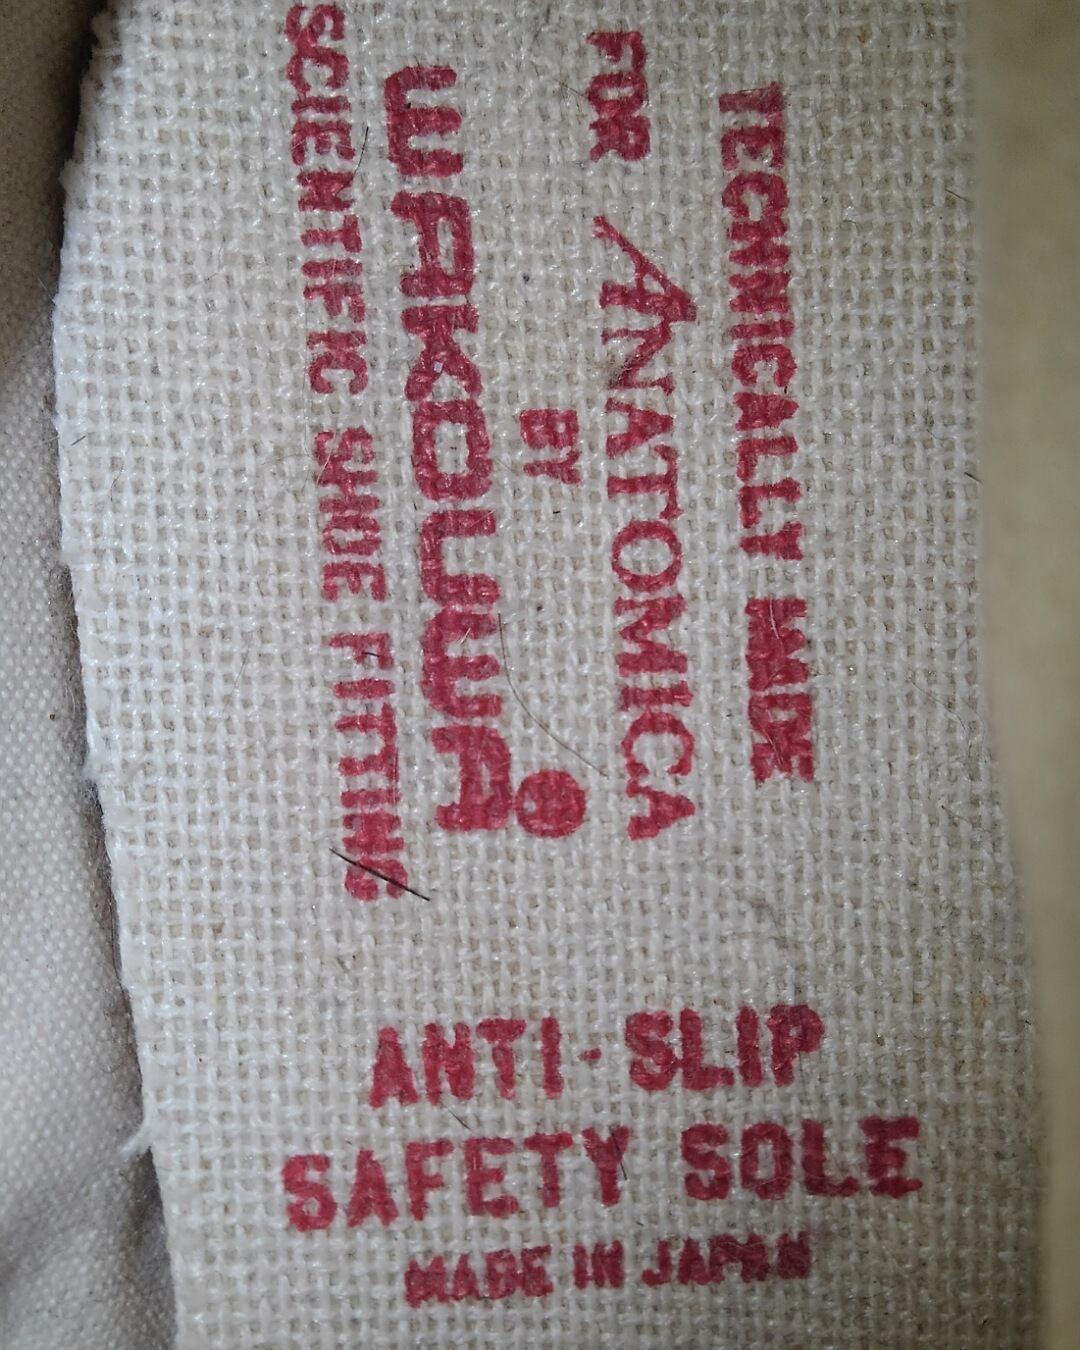 TECHNICALLY MADE
FOR ANATOMICA
BY
WAKOUWA®
SCIENTIFIC SHOE FITTING
ANTI-SLIP
SAFETY SOLE
MADE IN JAPAN